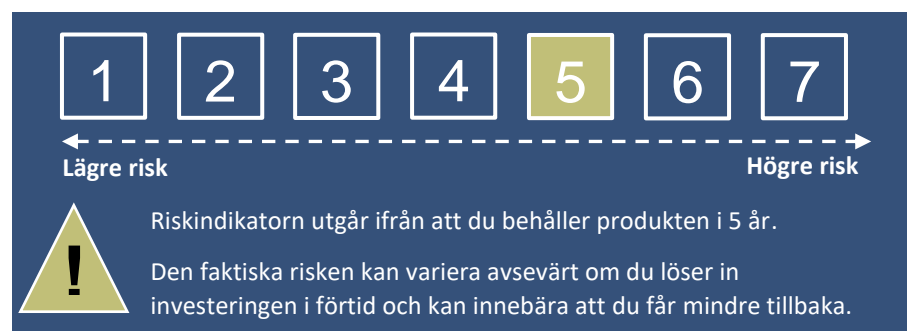 1 2 3 4 5 6 7
Lägre risk Högre risk
Riskindikatorn utgår ifrån att du behåller produkten i 5 år.
!
Den faktiska risken kan variera avsevärt om du löser in
investeringen i förtid och kan innebära att du får mindre tillbaka.